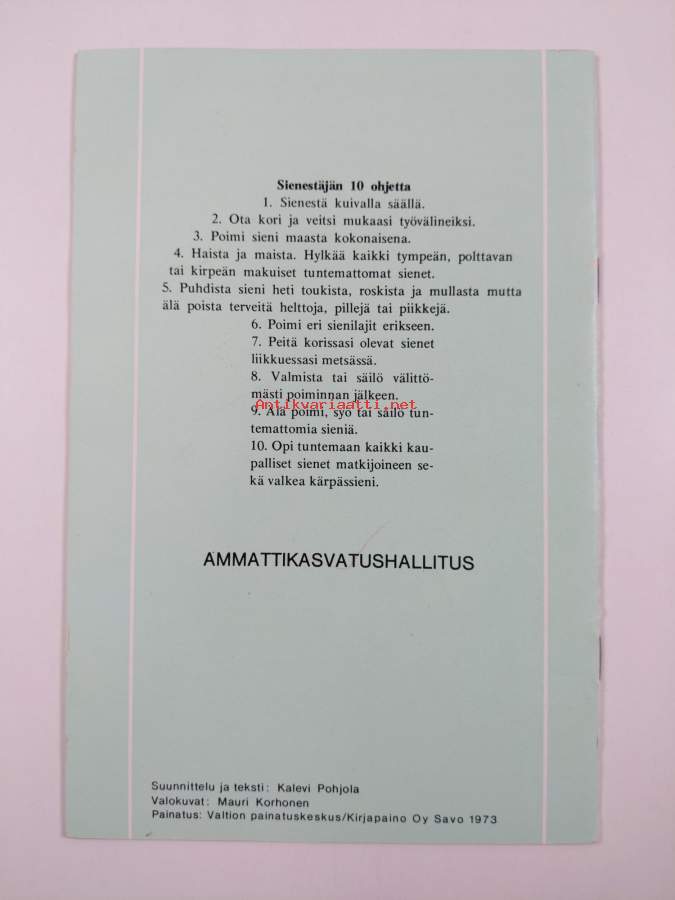 Sienestäjän 10 ohjetta
1. Sienestä kuivalla säällä.
2. Ota kori ja veitsi mukaasi työvälineiksi.
3. Poimi sieni maasta kokonaisena.
4. Haista ja maista. Hylkää kaikki tympeän, polttavan
tai kirpeän makuiset tuntemattomat sienet.
5. Puhdista sieni heti toukista, roskista ja mullasta mutta
älä poista terveitä helttoja, pillejä tai piikkejä.
6. Poimi eri sienilajit erikseen.
7. Peitä korissasi olevat sienet
liikkuessasi metsässä.
8. Valmista tai säilö välittö-
mästi poiminnan jälkeen.
Antikvariaatti.net
9. Älä poimi, syö tai säilö tun-
temattomia sieniä.
10. Opi tuntemaan kaikki kau-
palliset sienet matkijoineen se-
kä valkea kärpässieni.
AMMATTIKASVATUSHALLITUS
Suunnittelu ja teksti: Kalevi Pohjola
Valokuvat: Mauri Korhonen
Painatus: Valtion painatuskeskus/Kirjapaino Oy Savo 1973